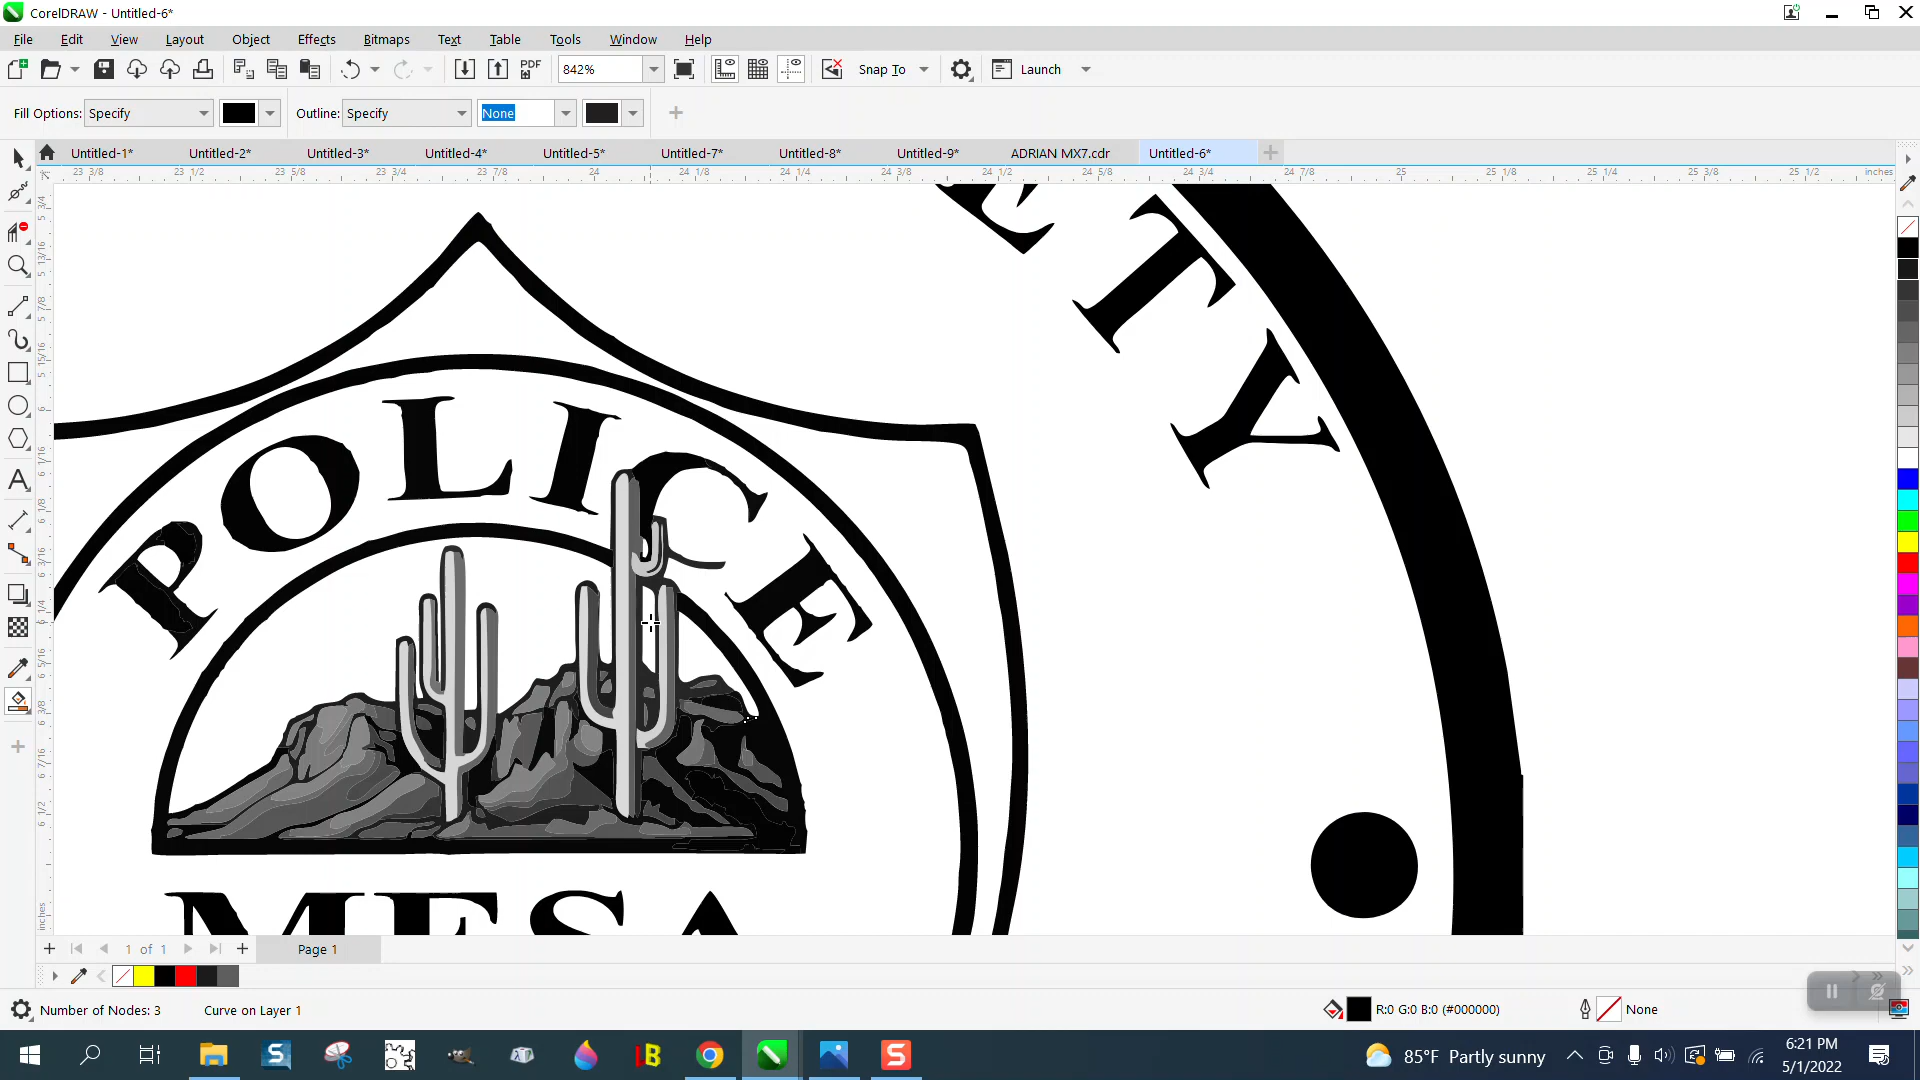 CorelDRAW - Untitled-6*
File Edit View Layout Object Effects Bitmaps Text Table Tools Window Help
PDF 842% Snap To Launch
Fill Options: Specify Outline: Specify None
Untitled-1* Untitled-2* Untitled-3* Untitled-4* Untitled-5* Untitled-7* Untitled-8* Untitled-9* ADRIAN MX7.cdr Untitled-6*
23 3/8 23 1/2 23 5/8 23 3/4 23 7/8 24 24 1/8 24 1/4 24 3/8 24 1/2 24 5/8 24 3/4 24 7/8 25 25 1/8 25 1/4 25 3/8 25 1/2 inches
ETY
POLICE
MESA
inches
1 of 1 Page 1
Number of Nodes: 3 Curve on Layer 1 R:0 G:0 B:0 (#000000) None
85°F Partly sunny 6:21 PM
5/1/2022